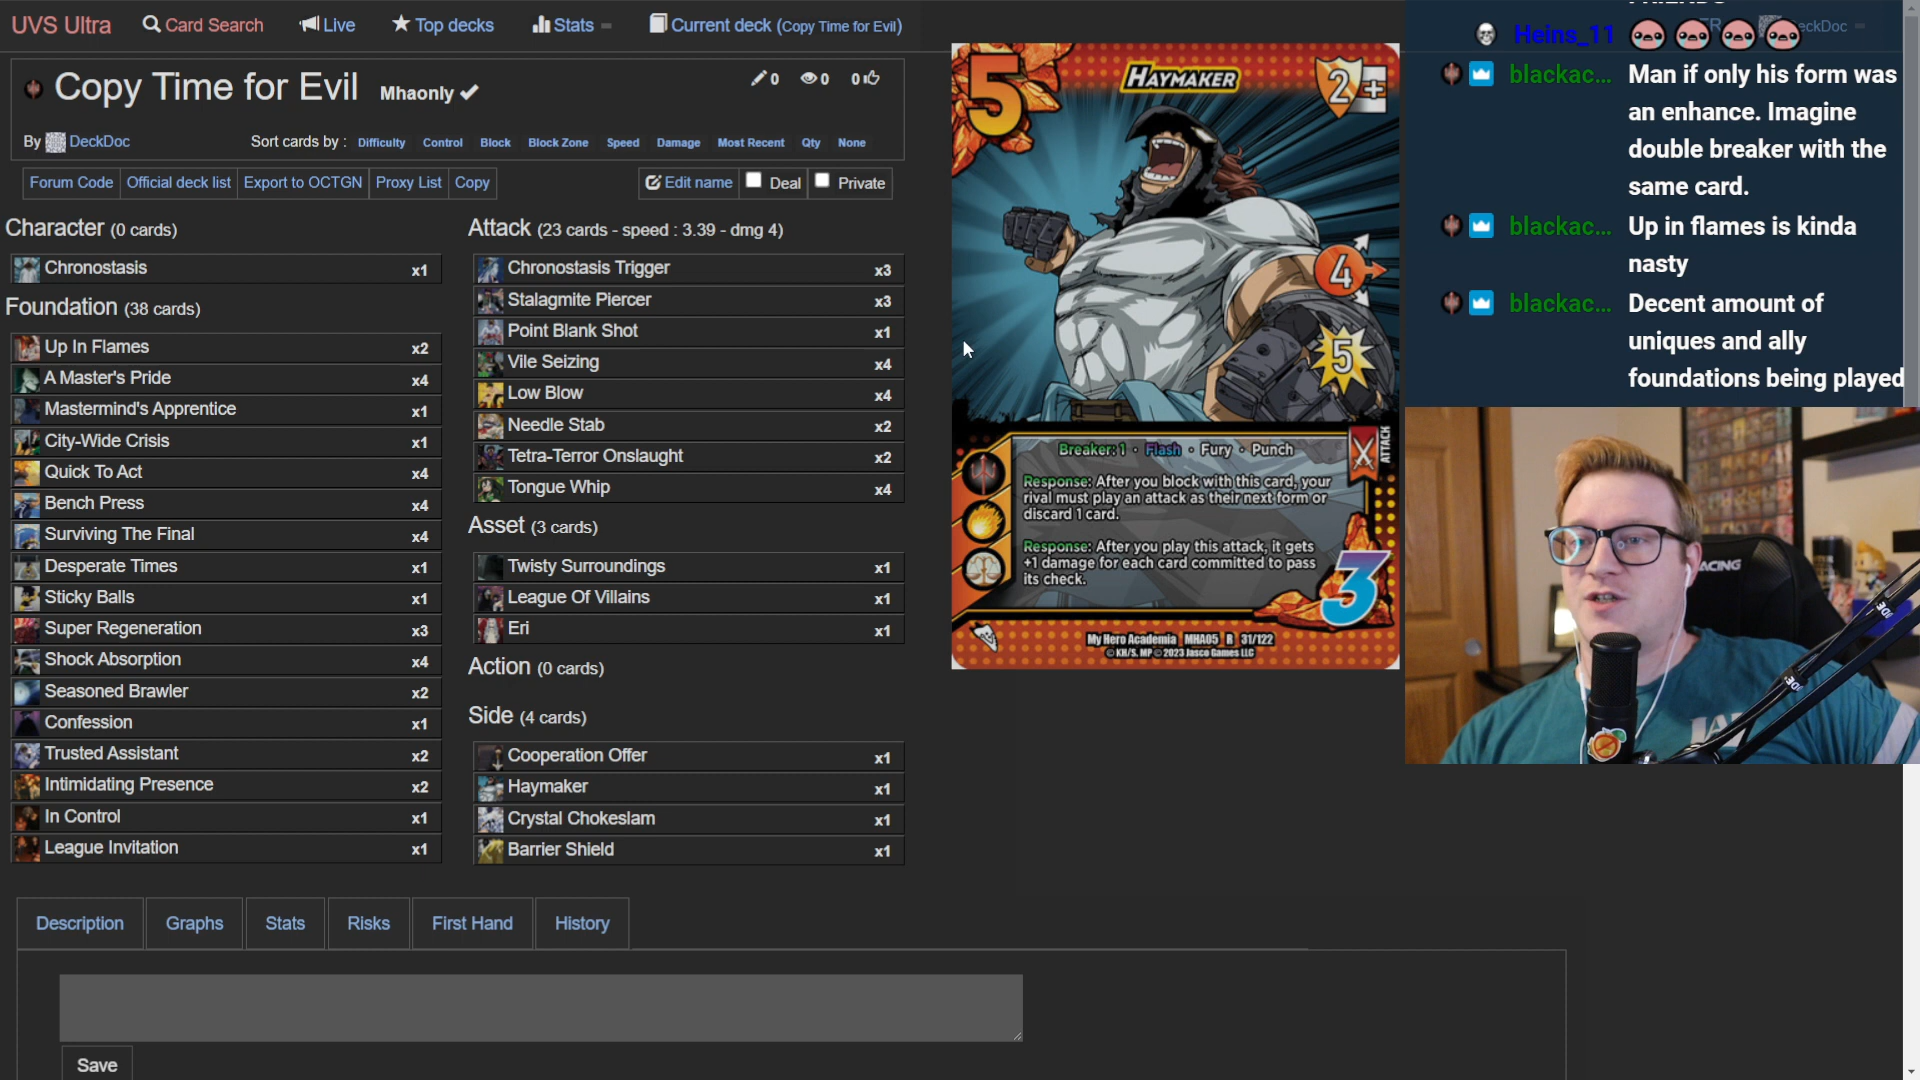 UVS Ultra
Card Search
Live
Top decks
Stats
Current deck (Copy Time for Evil)
Copy Time for Evil Mhaonly
0 0 0
By DeckDoc
Sort cards by : Difficulty Control Block Block Zone Speed Damage Most Recent Qty None
Forum Code Official deck list Export to OCTGN Proxy List Copy
Edit name Deal Private
Character (0 cards)
Chronostasis x1
Foundation (38 cards)
Up In Flames x2
A Master's Pride x4
Mastermind's Apprentice x1
City-Wide Crisis x1
Quick To Act x4
Bench Press x4
Surviving The Final x4
Desperate Times x1
Sticky Balls x1
Super Regeneration x3
Shock Absorption x4
Seasoned Brawler x2
Confession x1
Trusted Assistant x2
Intimidating Presence x2
In Control x1
League Invitation x1
Attack (23 cards - speed : 3.39 - dmg 4)
Chronostasis Trigger x3
Stalagmite Piercer x3
Point Blank Shot x1
Vile Seizing x4
Low Blow x4
Needle Stab x2
Tetra-Terror Onslaught x2
Tongue Whip x4
Asset (3 cards)
Twisty Surroundings x1
League Of Villains x1
Eri x1
Action (0 cards)
Side (4 cards)
Cooperation Offer x1
Haymaker x1
Crystal Chokeslam x1
Barrier Shield x1
Description Graphs Stats Risks First Hand History
Save
5
HAYMAKER
2+
4
5
ATTACK
Breaker: 1 • Flash • Fury • Punch
Response: After you block with this card, your
rival must play an attack as their next form or
discard 1 card.
Response: After you play this attack, it gets
+1 damage for each card committed to pass
its check.
3
My Hero Academia MHA05 R 31/122
© KH/S. MP © 2023 Jasco Games LLC
Heins_11
eckDoc
blackac... Man if only his form was
an enhance. Imagine
double breaker with the
same card.
blackac... Up in flames is kinda
nasty
blackac... Decent amount of
uniques and ally
foundations being played
ACING
RODE